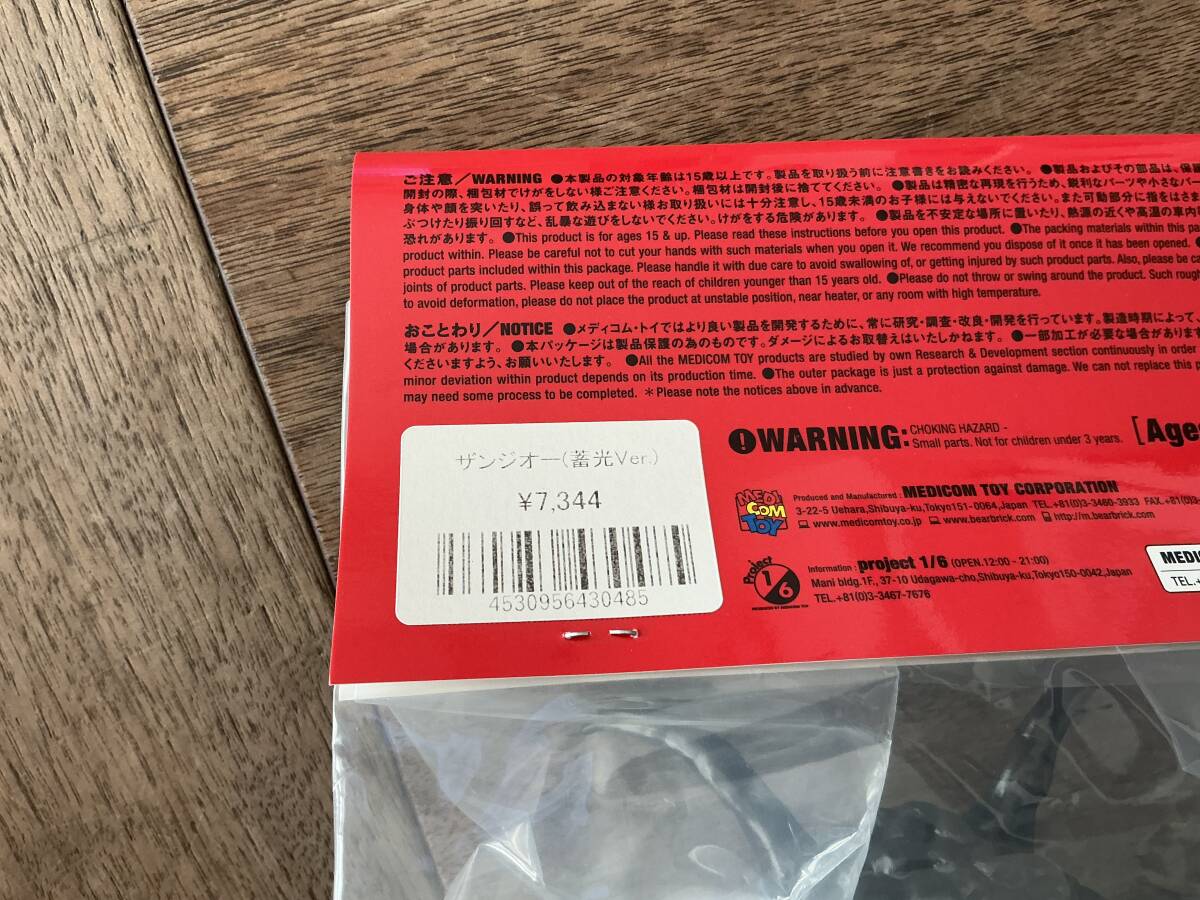 ご注意／WARNING ●本製品の対象年齢は15歳以上です。製品を取り扱う前に注意書きをお読みください。 ●製品およびその部品は、保証
開封の際、梱包材でけがをしない様ご注意ください。梱包材は開封後に捨ててください。 ●製品は精密な再現を行うため、鋭利なパーツや小さなパー
身体や顔を突いたり、誤って飲み込まない様お取り扱いには十分注意し、15歳未満のお子様には与えないでください。また可動部分に指をはさま
ぶつけたり振り回すなど、乱暴な遊びをしないでください。けがをする危険があります。 ●製品を不安定な場所に置いたり、熱源の近くや高温の車内
恐れがあります。 ●This product is for ages 15 & up. Please read these instructions before you open this product. ●The packing materials within this pa
product within. Please be careful not to cut your hands with such materials when you open it. We recommend you dispose of it once it has been opened. ●
product parts included within this package. Please handle it with due care to avoid swallowing of, or getting injured by such product parts. Also, please be ca
joints of product parts. Please keep out of the reach of children younger than 15 years old. ●Please do not throw or swing around the product. Such rough
to avoid deformation, please do not place the product at unstable position, near heater, or any room with high temperature.
おことわり／NOTICE ●メディコム・トイではより良い製品を開発するために、常に研究・調査・改良・開発を行っています。製造時期によって、
場合があります。 ●本パッケージは製品保護の為のものです。ダメージによるお取替えはいたしかねます。 ●一部加工が必要な場合があります
くださいますよう、お願いいたします。 ●All the MEDICOM TOY products are studied by own Research & Development section continuously in order
minor deviation within product depends on its production time. ●The outer package is just a protection against damage. We can not replace this p
may need some process to be completed. ＊Please note the notices above in advance.
WARNING: CHOKING HAZARD -
Small parts. Not for children under 3 years.
[Ages
ザンジオー(蓄光Ver.)
¥7,344
4530956430485
MEDI COM TOY
Produced and Manufactured : MEDICOM TOY CORPORATION
3-22-5 Uehara,Shibuya-ku,Tokyo151-0064,Japan TEL.+81(0)3-3460-3933 FAX.+81(0)3-
www.medicomtoy.co.jp www.bearbrick.com http://m.bearbrick.com
Project 1/6
PRODUCED BY MEDICOM TOY
Information : project 1/6 (OPEN.12:00 - 21:00)
Mani bldg.1F., 37-10 Udagawa-cho,Shibuya-ku,Tokyo150-0042,Japan
TEL.+81(0)3-3467-7676
MEDIC
TEL.+